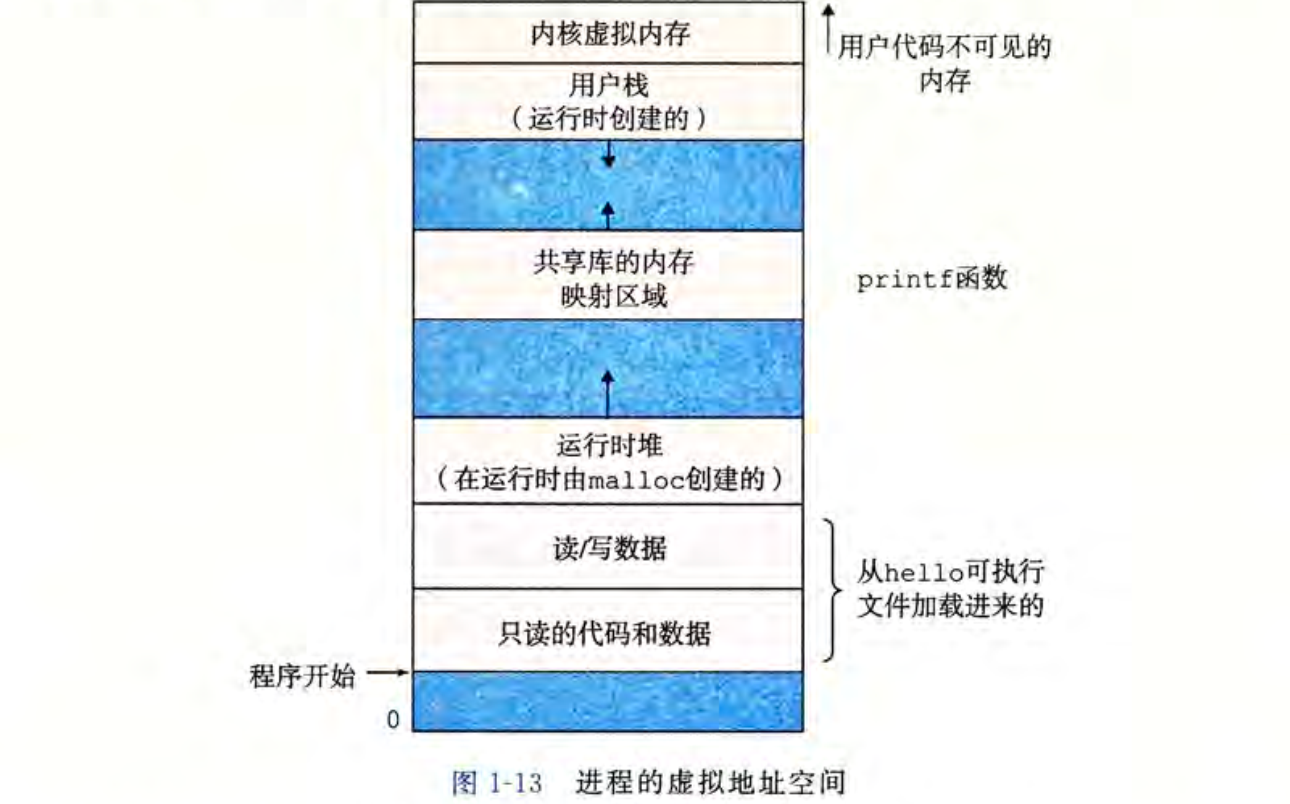 内核虚拟内存
用户代码不可见的
内存
用户栈
（运行时创建的）
共享库的内存
映射区域
printf函数
运行时堆
（在运行时由malloc创建的）
读/写数据
从hello可执行
文件加载进来的
只读的代码和数据
程序开始
0
图 1-13 进程的虚拟地址空间